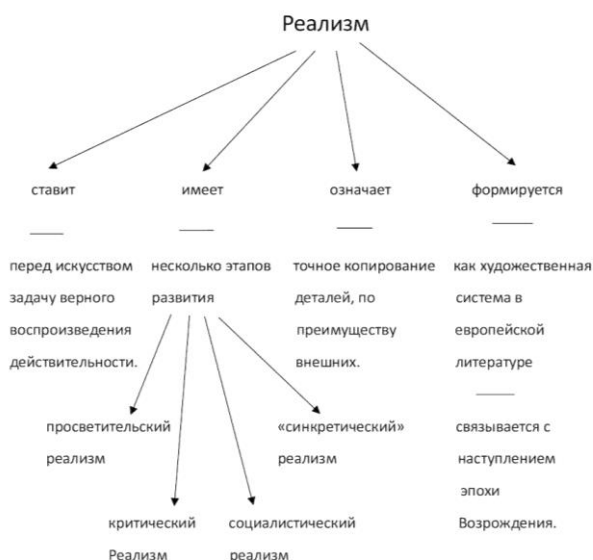 Реализм
ставит
имеет
означает
формируется
перед искусством
задачу верного
воспроизведения
действительности.
несколько этапов
развития
точное копирование
деталей, по
преимуществу
внешних.
как художественная
система в
европейской
литературе
просветительский
реализм
«синкретический»
реализм
связывается с
наступлением
эпохи
Возрождения.
критический
Реализм
социалистический
реализм